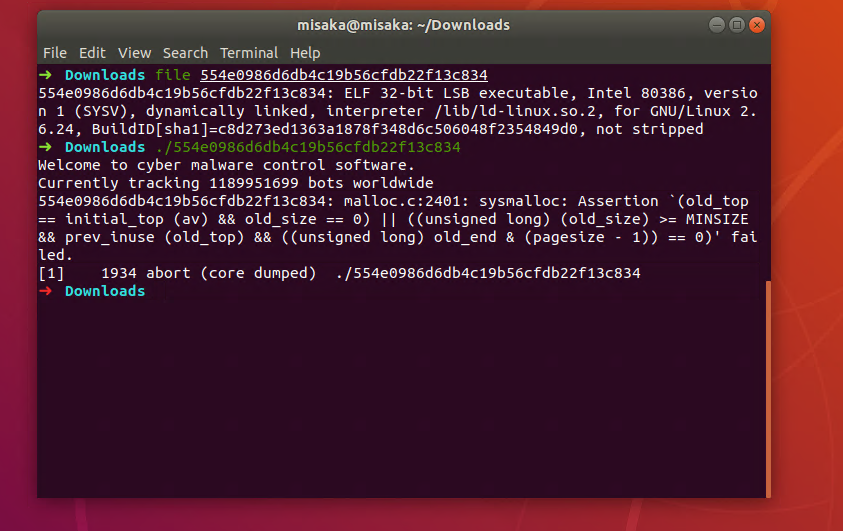 misaka@misaka: ~/Downloads
File Edit View Search Terminal Help
➜ Downloads file 554e0986d6db4c19b56cfdb22f13c834
554e0986d6db4c19b56cfdb22f13c834: ELF 32-bit LSB executable, Intel 80386, versio
n 1 (SYSV), dynamically linked, interpreter /lib/ld-linux.so.2, for GNU/Linux 2.
6.24, BuildID[sha1]=c8d273ed1363a1878f348d6c506048f2354849d0, not stripped
➜ Downloads ./554e0986d6db4c19b56cfdb22f13c834
Welcome to cyber malware control software.
Currently tracking 1189951699 bots worldwide
554e0986d6db4c19b56cfdb22f13c834: malloc.c:2401: sysmalloc: Assertion `(old_top
== initial_top (av) && old_size == 0) || ((unsigned long) (old_size) >= MINSIZE
&& prev_inuse (old_top) && ((unsigned long) old_end & (pagesize - 1)) == 0)' fai
led.
[1]    1934 abort (core dumped)  ./554e0986d6db4c19b56cfdb22f13c834
➜ Downloads